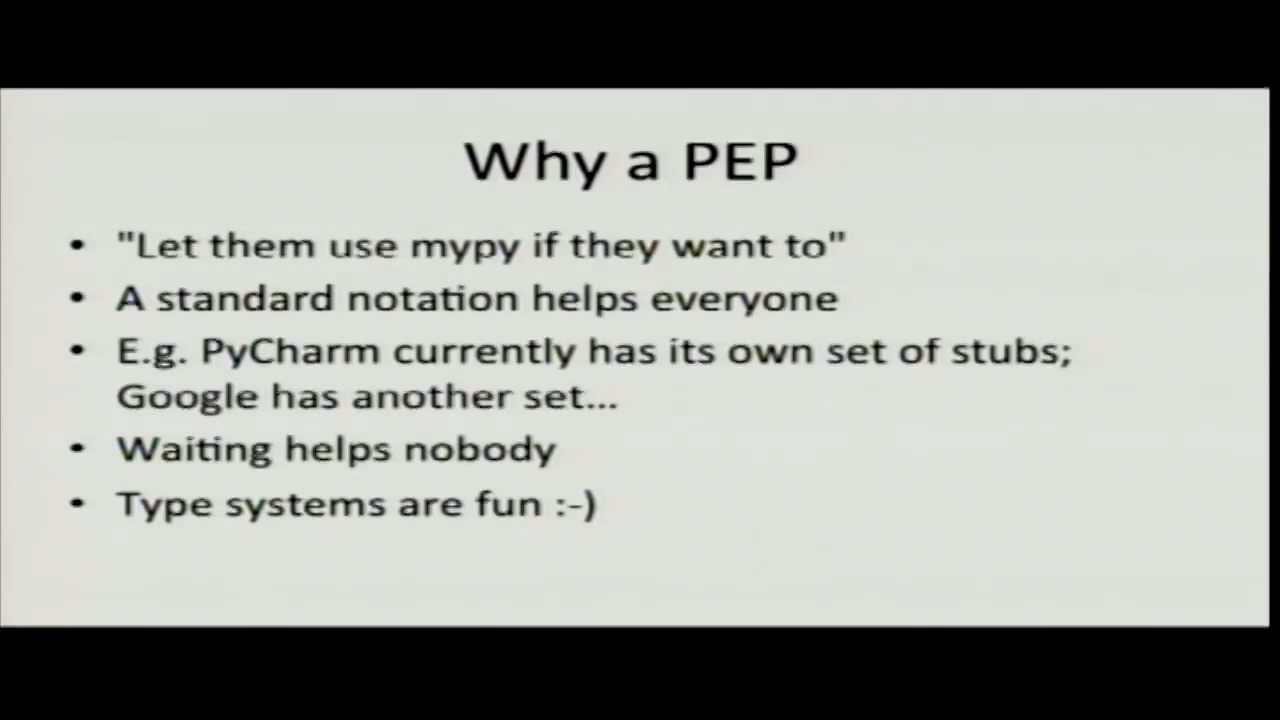 Why a PEP
• "Let them use mypy if they want to"
• A standard notation helps everyone
• E.g. PyCharm currently has its own set of stubs;
Google has another set...
• Waiting helps nobody
• Type systems are fun :-)